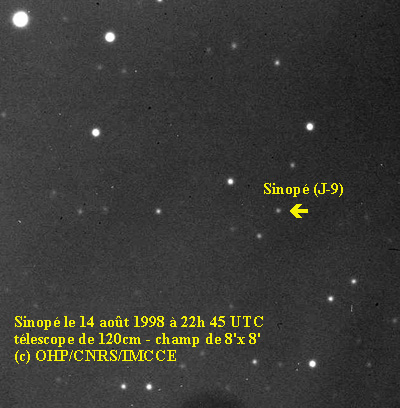 Sinopé (J-9)
Sinopé le 14 août 1998 à 22h 45 UTC
télescope de 120cm - champ de 8'x 8'
(c) OHP/CNRS/IMCCE